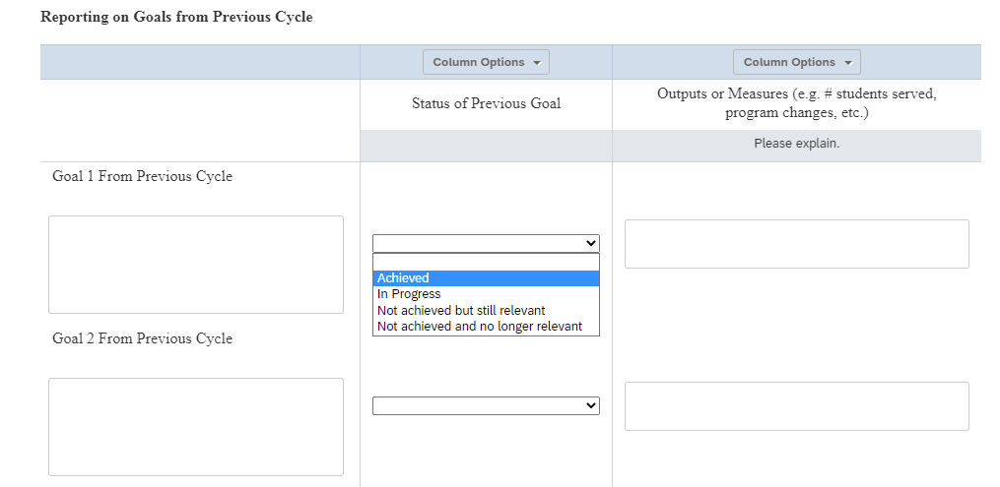 Reporting on Goals from Previous Cycle
Column Options
Column Options
Status of Previous Goal
Outputs or Measures (e.g. # students served,
program changes, etc.)
Please explain.
Goal 1 From Previous Cycle
Achieved
In Progress
Not achieved but still relevant
Not achieved and no longer relevant
Goal 2 From Previous Cycle